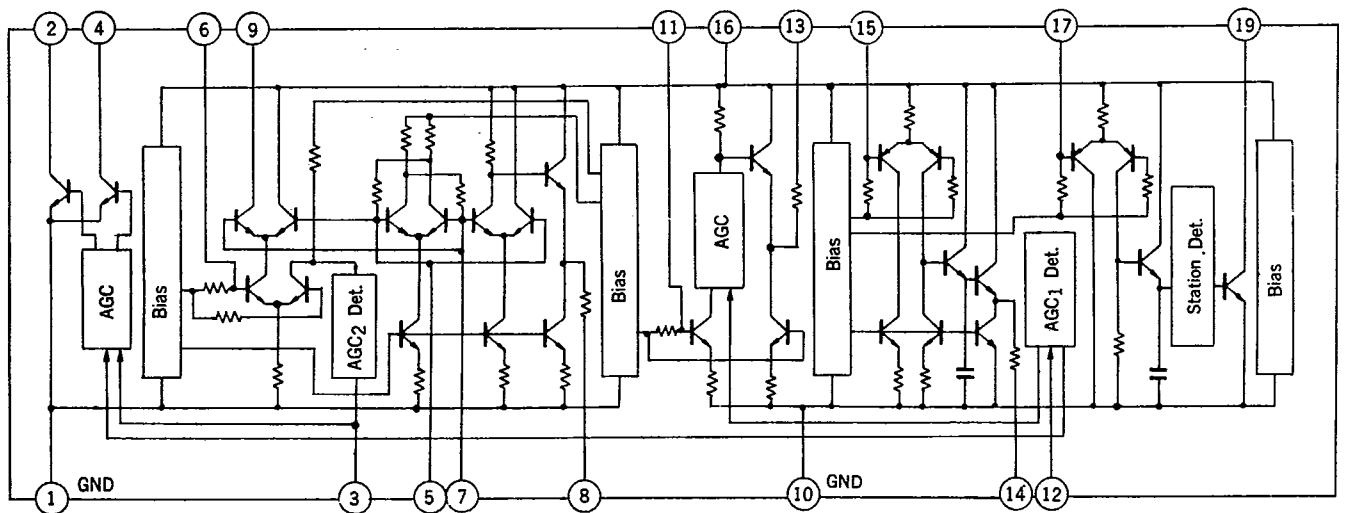 2 4 6 9 11 16 13 15 17 19
AGC
Bias
AGC2 Det.
Bias
AGC
Bias
AGC1 Det.
Station Det.
Bias
1 GND 3 5 7 8 10 GND 14 12